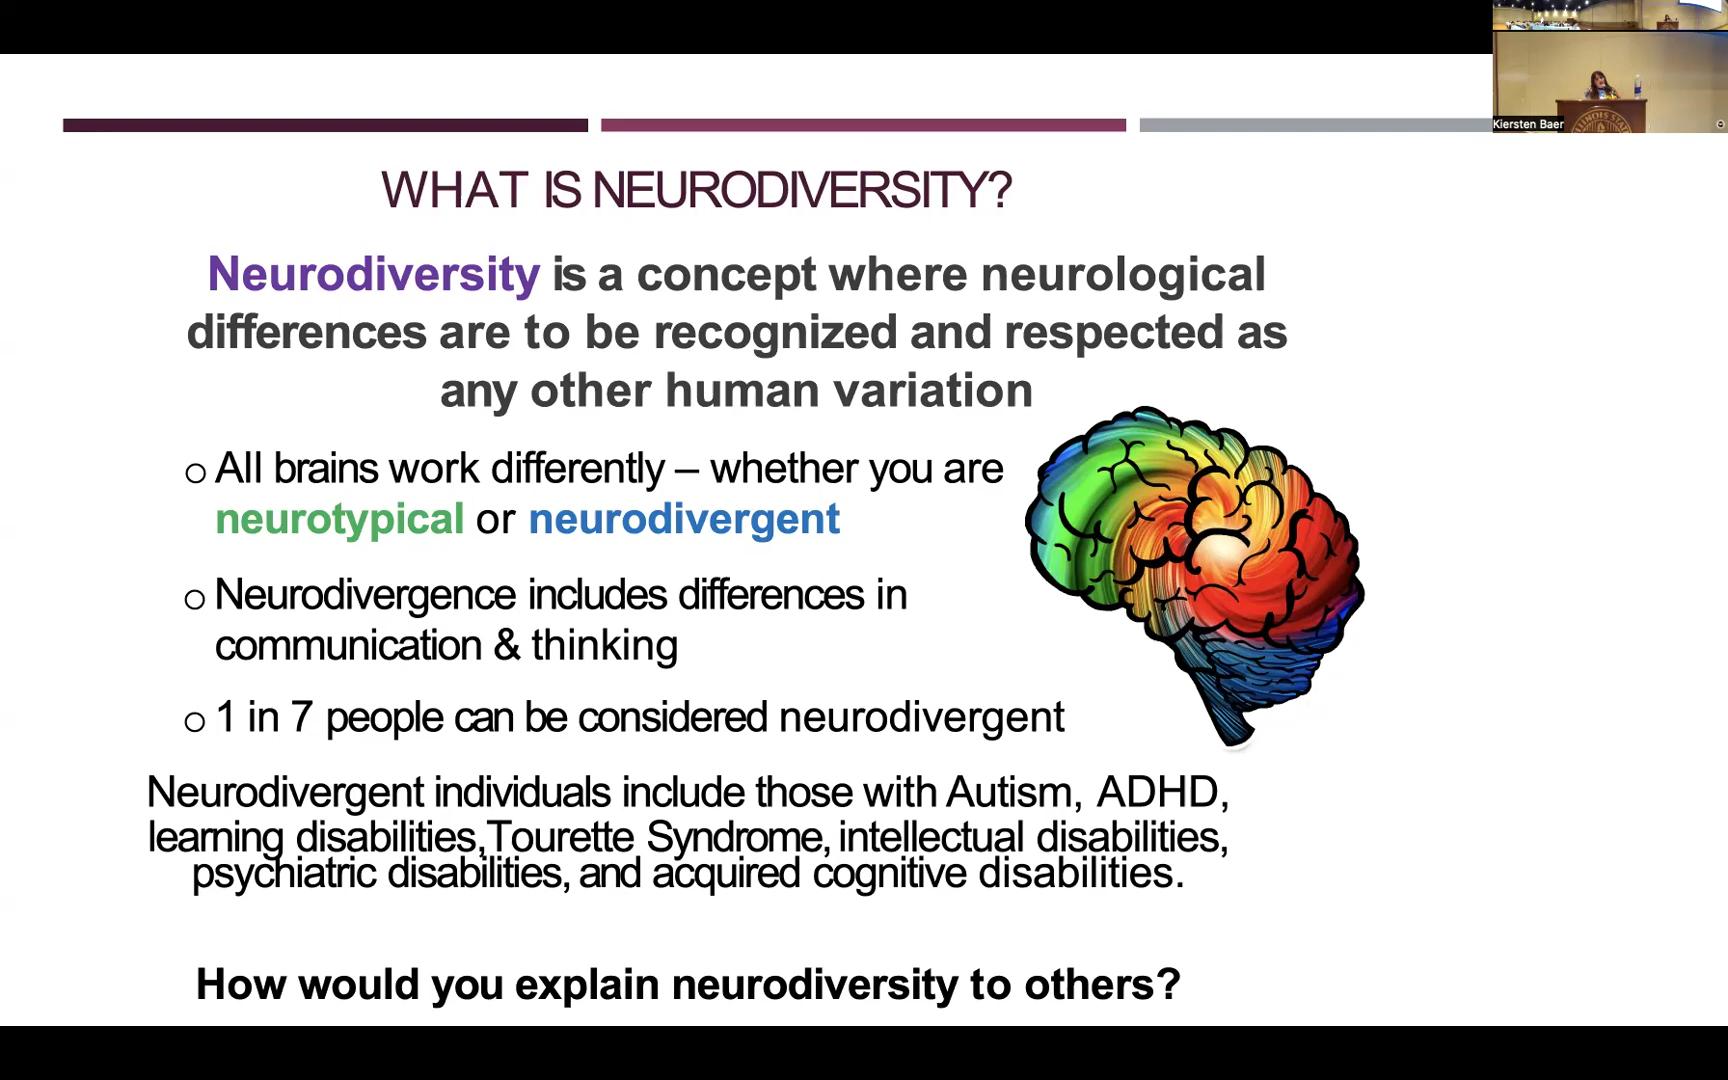 Kiersten Baer
WHAT IS NEURODIVERSITY?
Neurodiversity is a concept where neurological
differences are to be recognized and respected as
any other human variation
o All brains work differently – whether you are
neurotypical or neurodivergent
o Neurodivergence includes differences in
communication & thinking
o 1 in 7 people can be considered neurodivergent
Neurodivergent individuals include those with Autism, ADHD,
learning disabilities,Tourette Syndrome, intellectual disabilities,
psychiatric disabilities, and acquired cognitive disabilities.
How would you explain neurodiversity to others?